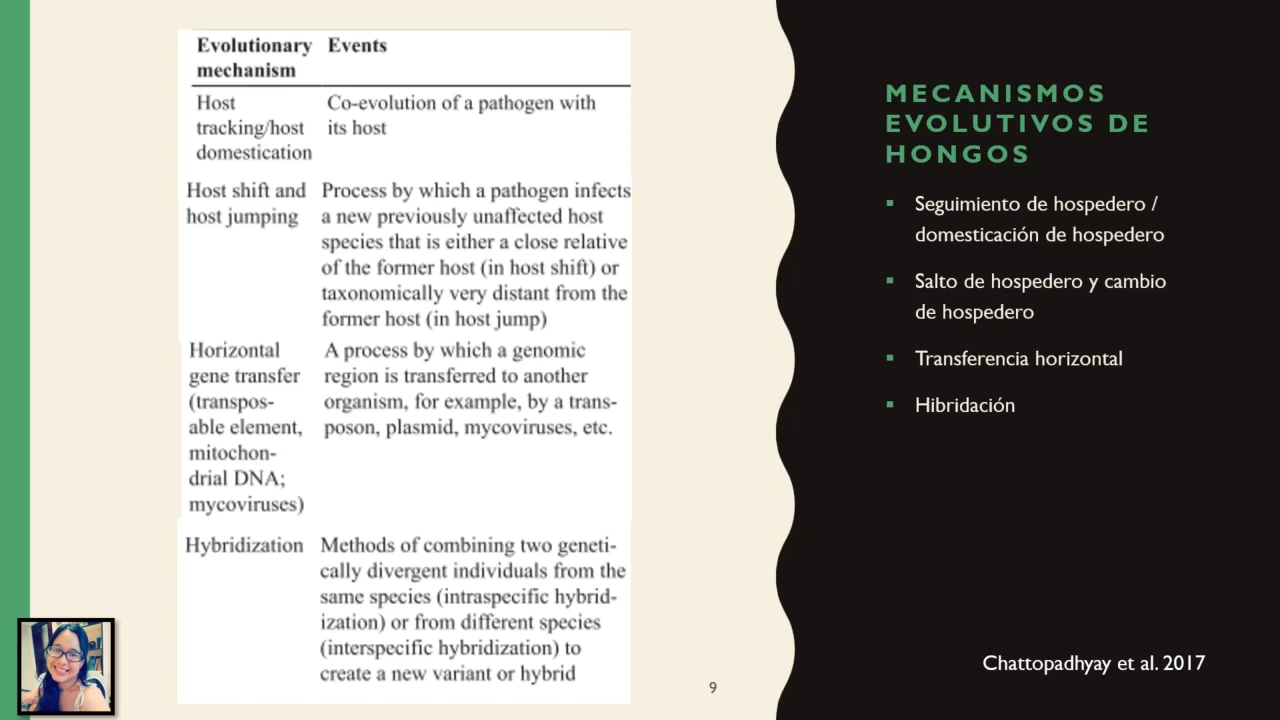 Evolutionary mechanism Events
Host tracking/host domestication
Co-evolution of a pathogen with
its host
Host shift and
host jumping
Process by which a pathogen infects
a new previously unaffected host
species that is either a close relative
of the former host (in host shift) or
taxonomically very distant from the
former host (in host jump)
Horizontal
gene transfer
(transpos-
able element,
mitochon-
drial DNA;
mycoviruses)
A process by which a genomic
region is transferred to another
organism, for example, by a trans-
poson, plasmid, mycoviruses, etc.
Hybridization
Methods of combining two geneti-
cally divergent individuals from the
same species (intraspecific hybrid-
ization) or from different species
(interspecific hybridization) to
create a new variant or hybrid
9
MECANISMOS
EVOLUTIVOS DE
HONGOS
▪ Seguimiento de hospedero /
domesticación de hospedero
▪ Salto de hospedero y cambio
de hospedero
▪ Transferencia horizontal
▪ Hibridación
Chattopadhyay et al. 2017